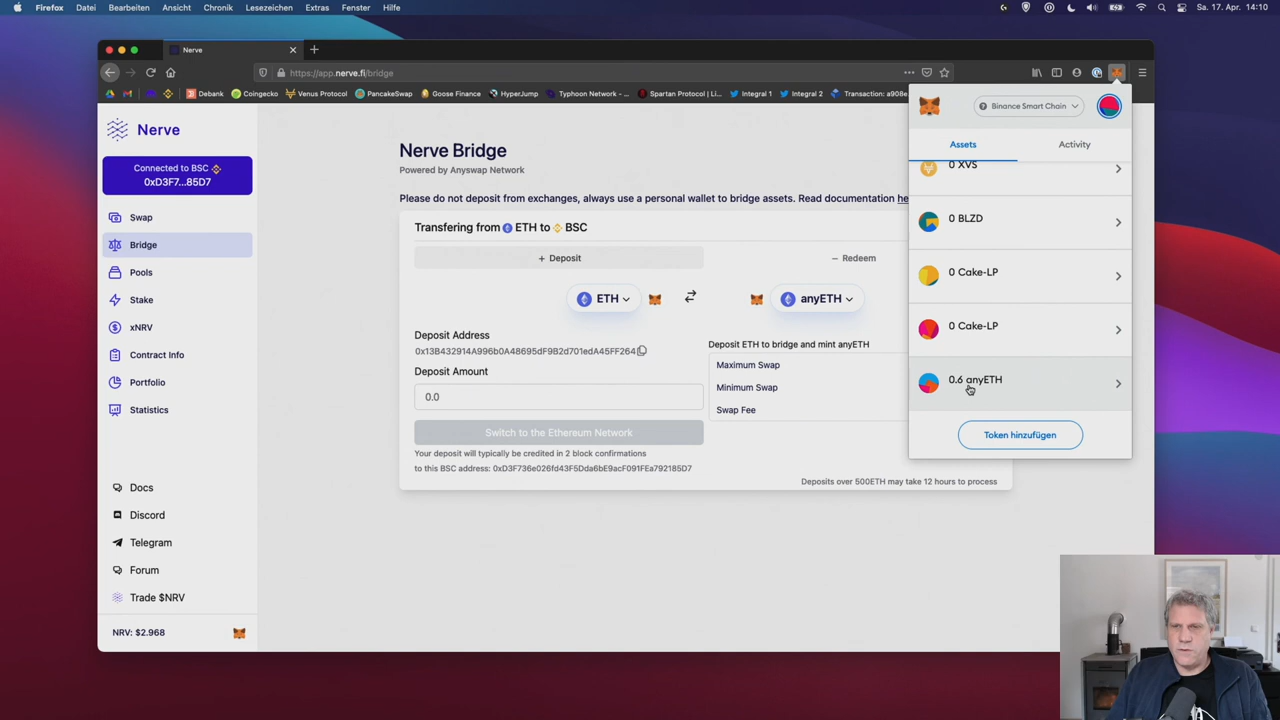 Firefox Datei Bearbeiten Ansicht Chronik Lesezeichen Extras Fenster Hilfe Sa. 17. Apr. 14:10
Nerve
https://app.nerve.fi/bridge
Debank Coingecko Venus Protocol PancakeSwap Goose Finance HyperJump Typhoon Network - ... Spartan Protocol | Li... Integral 1 Integral 2 Transaction: a908e
Nerve
Connected to BSC
0xD3F7...85D7
Swap
Bridge
Pools
Stake
xNRV
Contract Info
Portfolio
Statistics
Docs
Discord
Telegram
Forum
Trade $NRV
NRV: $2.968
Nerve Bridge
Powered by Anyswap Network
Please do not deposit from exchanges, always use a personal wallet to bridge assets. Read documentation he
Transfering from ETH to BSC
+ Deposit
− Redeem
ETH
anyETH
Deposit Address
0x13B432914A996b0A48695dF9B2d701edA45FF264
Deposit Amount
0.0
Switch to the Ethereum Network
Your deposit will typically be credited in 2 block confirmations
to this BSC address: 0xD3F736e026fd43F5Dda6bE9acF091FEa792185D7
Deposit ETH to bridge and mint anyETH
Maximum Swap
Minimum Swap
Swap Fee
Deposits over 500ETH may take 12 hours to process
Binance Smart Chain
Assets
Activity
0 XVS
0 BLZD
0 Cake-LP
0 Cake-LP
0.6 anyETH
Token hinzufügen